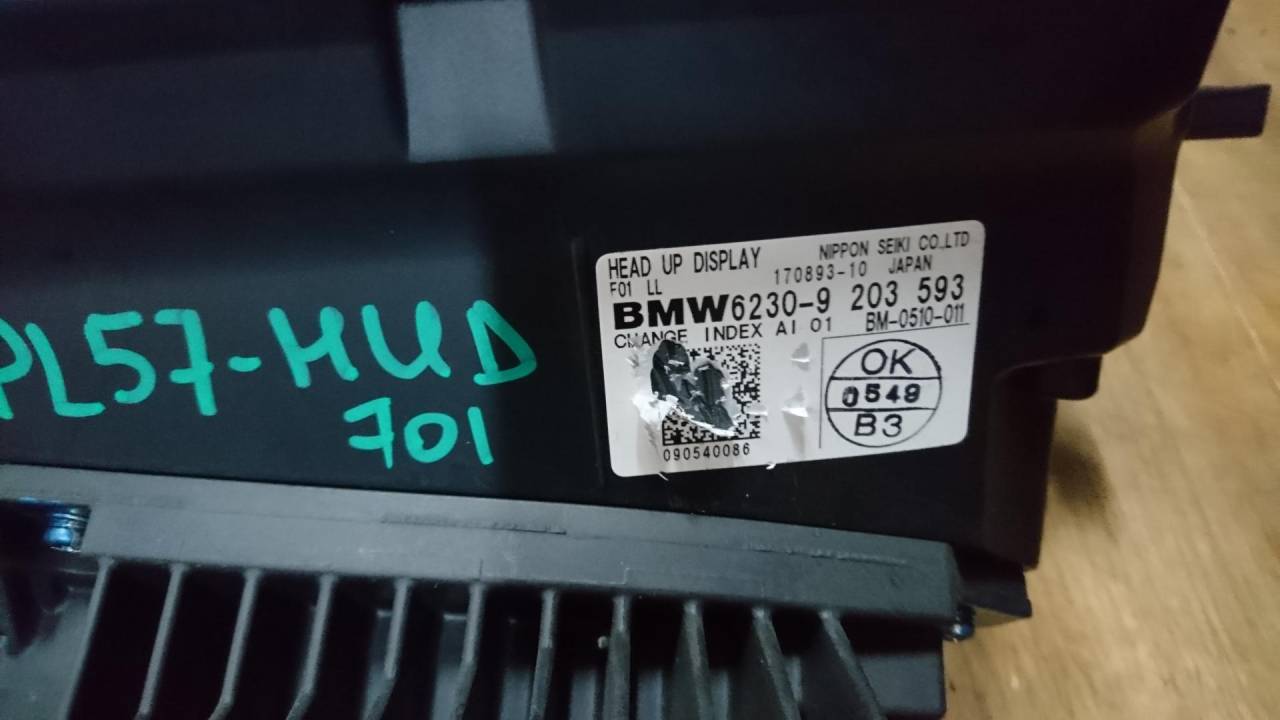 PL57-HUD
701
HEAD UP DISPLAY
NIPPON SEIKI CO.,LTD
170893-10 JAPAN
F01 LL
BMW 6230-9 203 593
CHANGE INDEX AI 01
BM-0510-011
OK
0549
B3
090540086